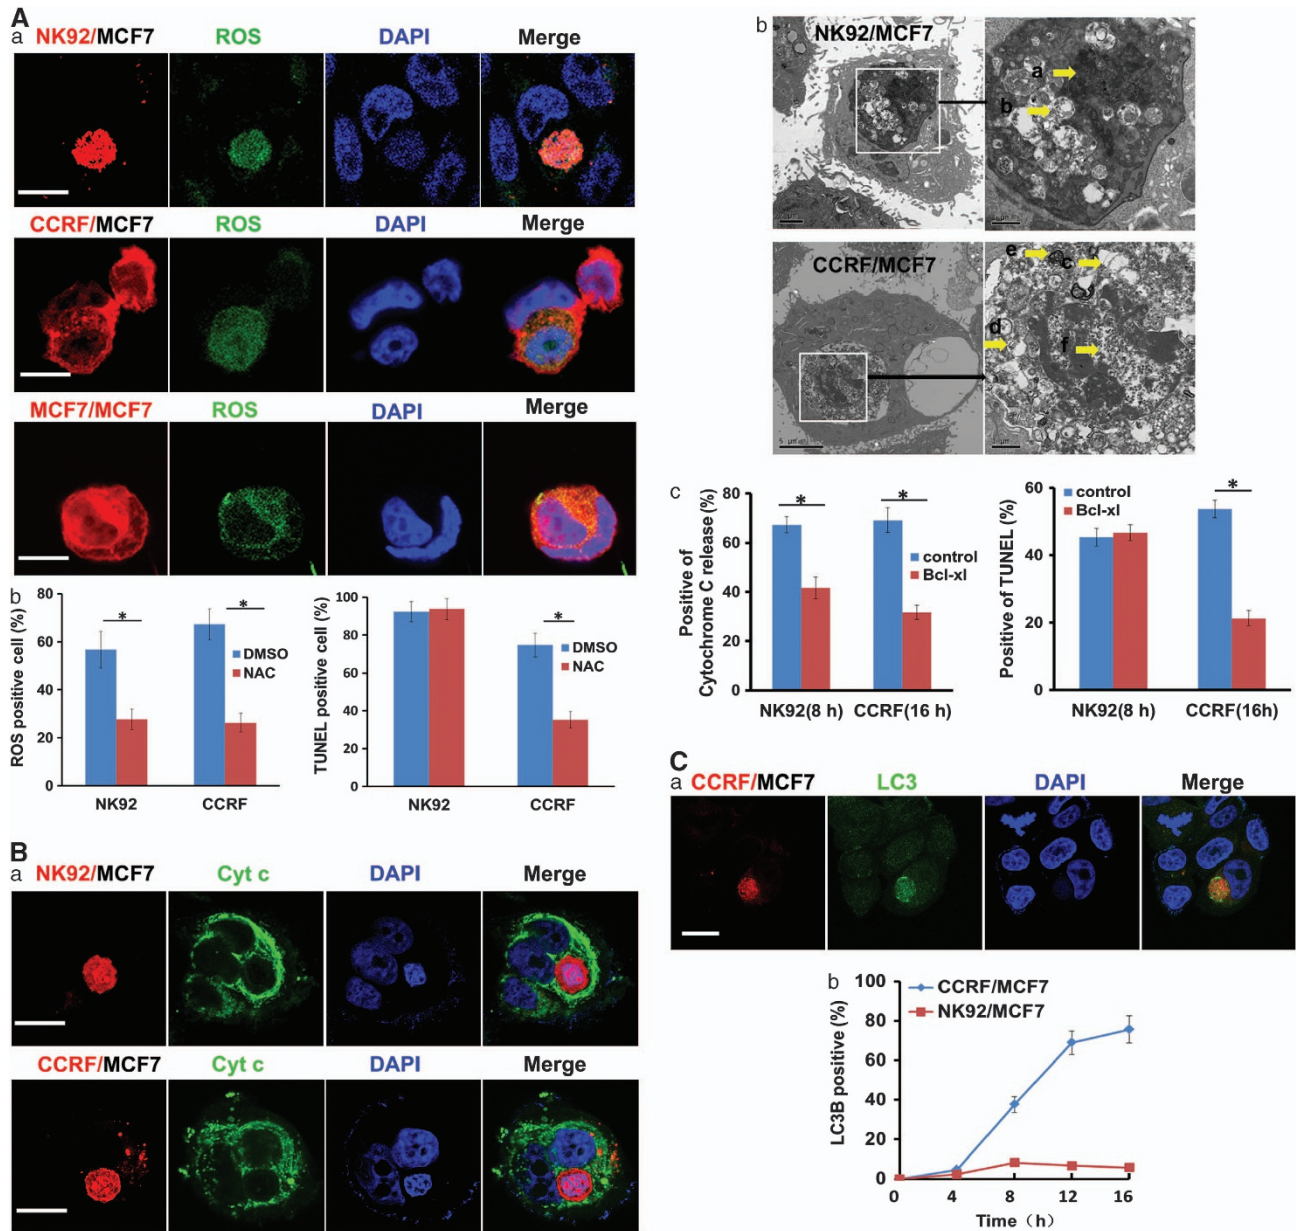 A
a
NK92/MCF7 ROS DAPI Merge
CCRF/MCF7 ROS DAPI Merge
MCF7/MCF7 ROS DAPI Merge
b
ROS positive cell (%)
80
60
40
20
0
*
*
DMSO
NAC
NK92 CCRF
TUNEL positive cell (%)
100
80
60
40
20
0
*
DMSO
NAC
NK92 CCRF
B
a
NK92/MCF7 Cyt c DAPI Merge
CCRF/MCF7 Cyt c DAPI Merge
b
NK92/MCF7
a
b
CCRF/MCF7
e
c
d
f
5 μm
c
Positive of
Cytochrome C release (%)
80
60
40
20
0
*
*
control
Bcl-xl
NK92(8 h) CCRF(16 h)
Positive of TUNEL (%)
60
40
20
0
control
Bcl-xl
*
NK92(8 h) CCRF(16h)
C
a
CCRF/MCF7 LC3 DAPI Merge
b
LC3B positive (%)
100
80
60
40
20
0
CCRF/MCF7
NK92/MCF7
0 4 8 12 16
Time (h)